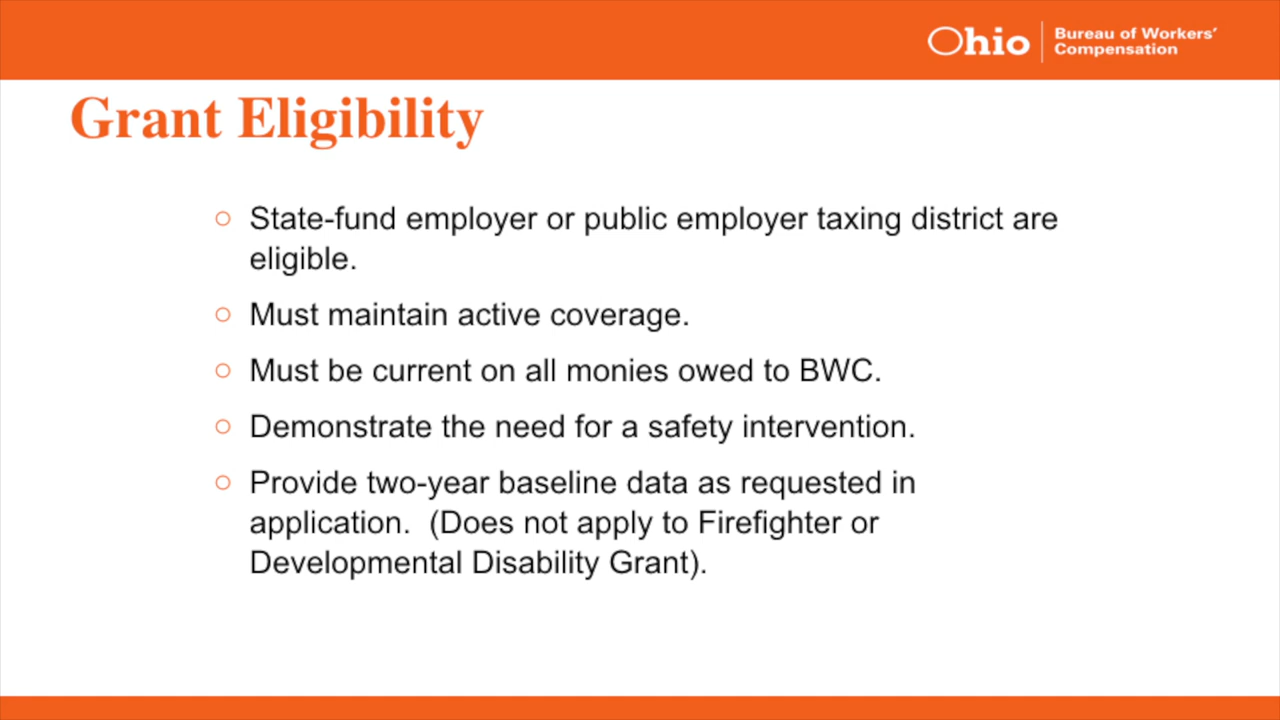 Ohio
Bureau of Workers'
Compensation
Grant Eligibility
State-fund employer or public employer taxing district are
eligible.
Must maintain active coverage.
Must be current on all monies owed to BWC.
Demonstrate the need for a safety intervention.
Provide two-year baseline data as requested in
application.  (Does not apply to Firefighter or
Developmental Disability Grant).